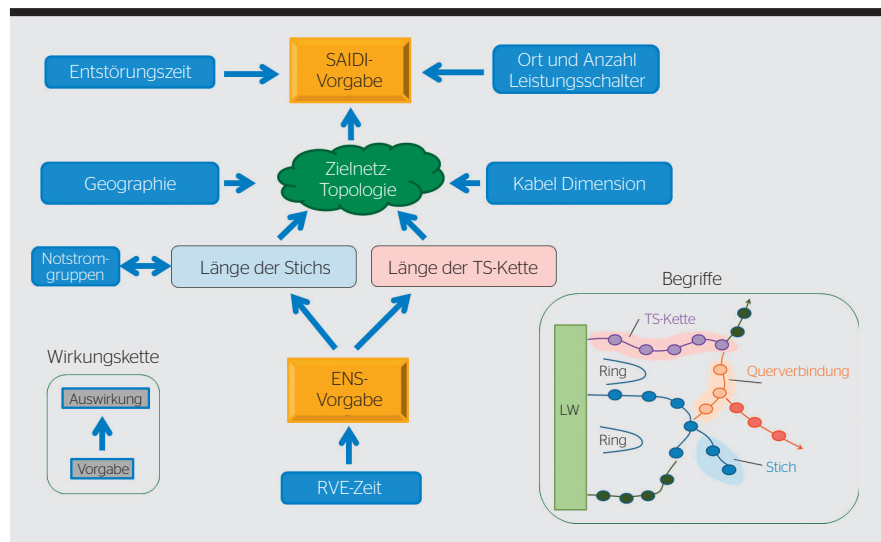 Entstörungszeit
SAIDI-
Vorgabe
Ort und Anzahl
Leistungsschalter
Geographie
Zielnetz-
Topologie
Kabel Dimension
Notstrom-
gruppen
Länge der Stichs
Länge der TS-Kette
Wirkungskette
Auswirkung
Vorgabe
ENS-
Vorgabe
RVE-Zeit
Begriffe
TS-Kette
Ring
Querverbindung
LW
Ring
Stich